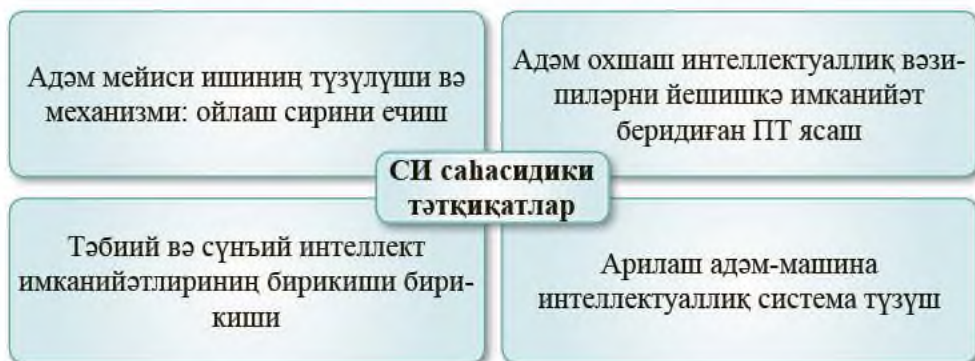 Адәм мейиси ишиниң түзүлүши вә
механизми: ойлаш сирини ечиш
Адәм охшаш интеллектуаллиқ вәзи-
пиләрни йешишкә имканийәт
беридиған ПТ ясаш
СИ саһасидики
тәтқиқатлар
Тәбиий вә сүнъий интеллект
имканийәтлириниң бирикиши бири-
киши
Арилаш адәм-машина
интеллектуаллиқ система түзүш